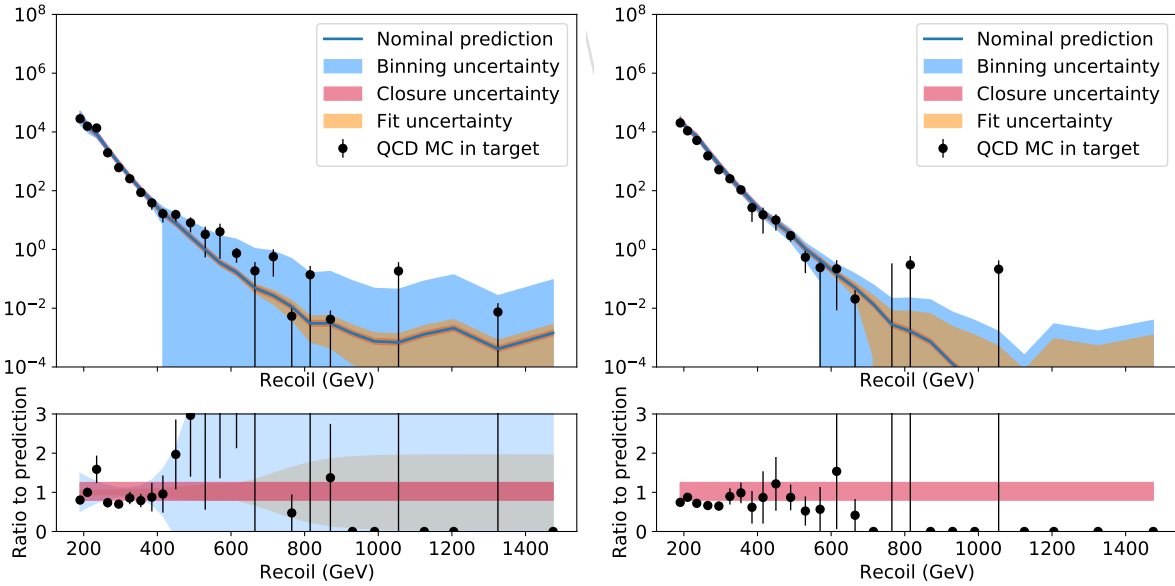 10^8
10^6
10^4
10^2
10^0
10^-2
10^-4
Nominal prediction
Binning uncertainty
Closure uncertainty
Fit uncertainty
QCD MC in target
Recoil (GeV)
Ratio to prediction
3
2
1
0
200 400 600 800 1000 1200 1400
Recoil (GeV)
10^8
10^6
10^4
10^2
10^0
10^-2
10^-4
Nominal prediction
Binning uncertainty
Closure uncertainty
Fit uncertainty
QCD MC in target
Recoil (GeV)
Ratio to prediction
3
2
1
0
200 400 600 800 1000 1200 1400
Recoil (GeV)